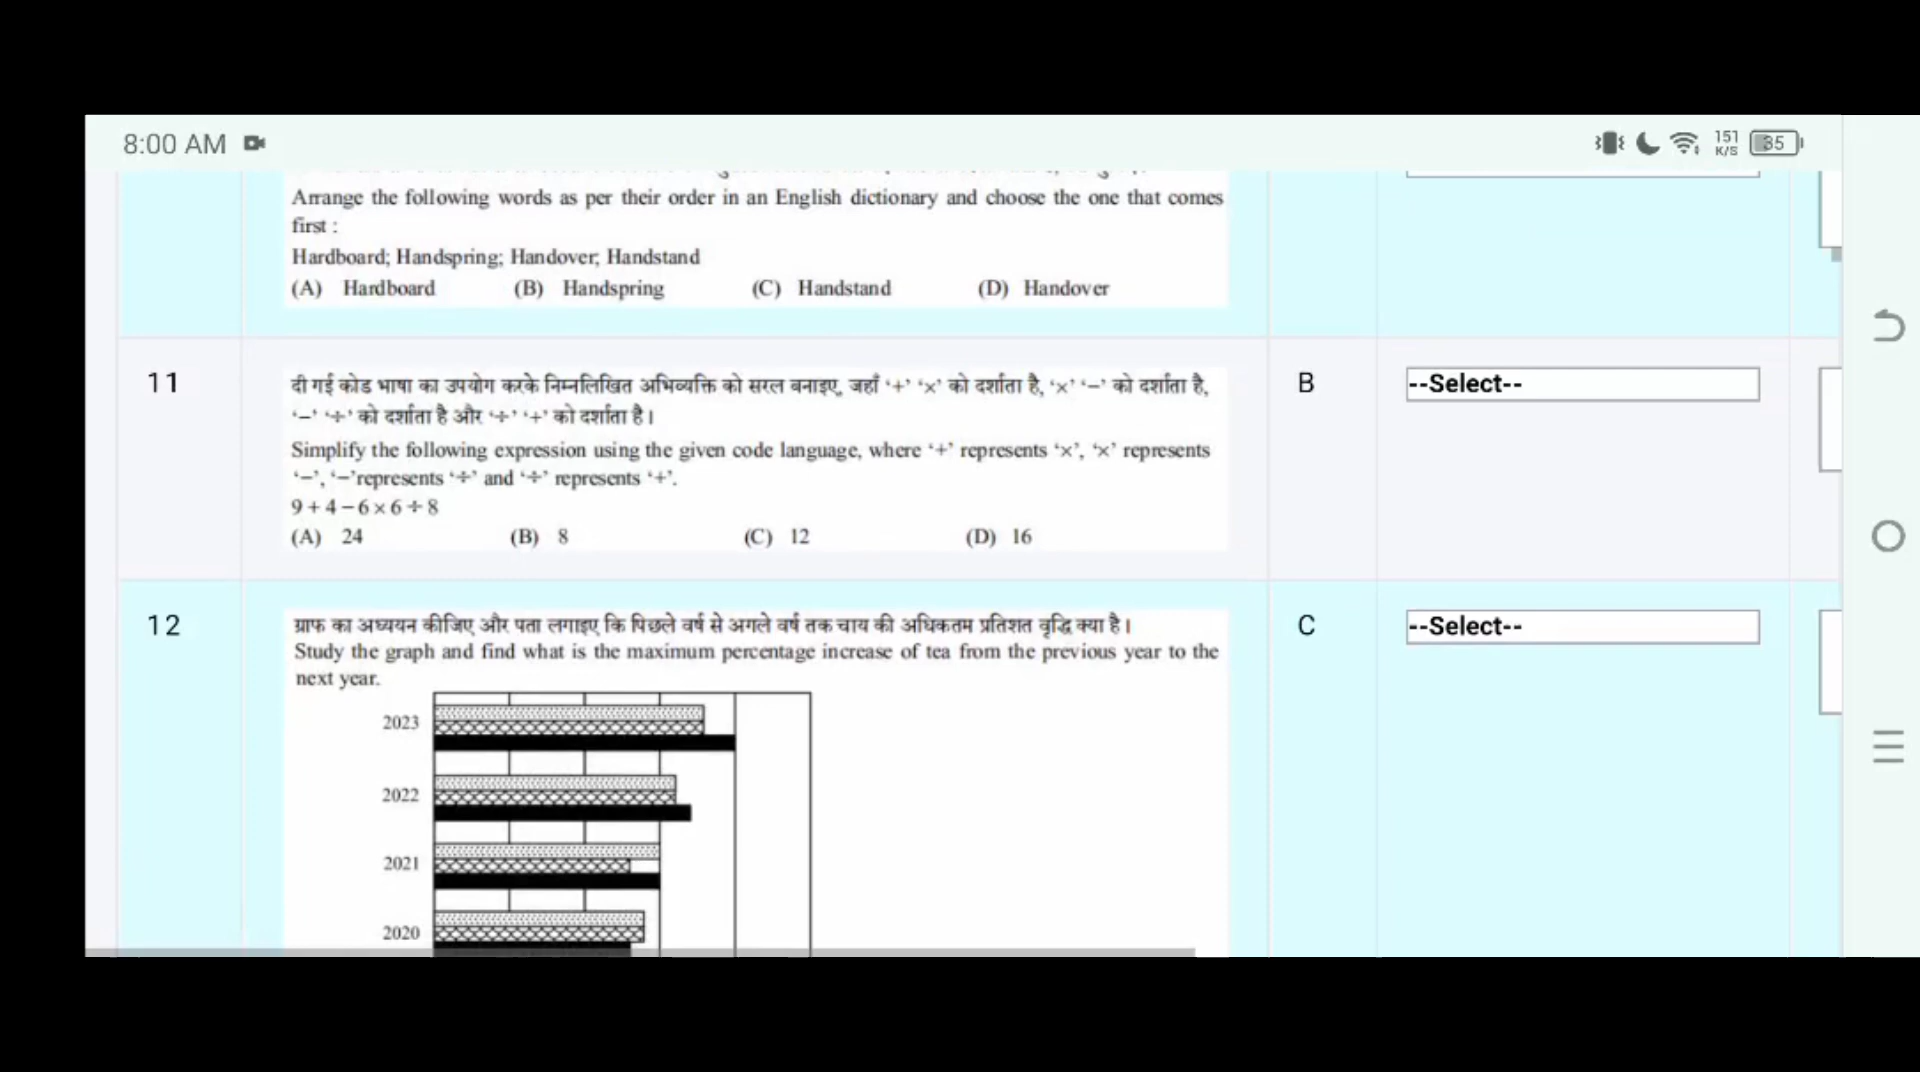 8:00 AM
151
K/S
35
Arrange the following words as per their order in an English dictionary and choose the one that comes
first :
Hardboard; Handspring; Handover; Handstand
(A) Hardboard (B) Handspring (C) Handstand (D) Handover
11
दी गई कोड भाषा का उपयोग करके निम्नलिखित अभिव्यक्ति को सरल बनाइए, जहाँ ‘+’ ‘×’ को दर्शाता है, ‘×’ ‘−’ को दर्शाता है,
‘−’ ‘÷’ को दर्शाता है और ‘÷’ ‘+’ को दर्शाता है।
Simplify the following expression using the given code language, where ‘+’ represents ‘×’, ‘×’ represents
‘−’, ‘−’represents ‘÷’ and ‘÷’ represents ‘+’.
9 + 4 − 6 × 6 ÷ 8
(A) 24 (B) 8 (C) 12 (D) 16
B
--Select--
12
ग्राफ का अध्ययन कीजिए और पता लगाइए कि पिछले वर्ष से अगले वर्ष तक चाय की अधिकतम प्रतिशत वृद्धि क्या है।
Study the graph and find what is the maximum percentage increase of tea from the previous year to the
next year.
C
--Select--
2023
2022
2021
2020